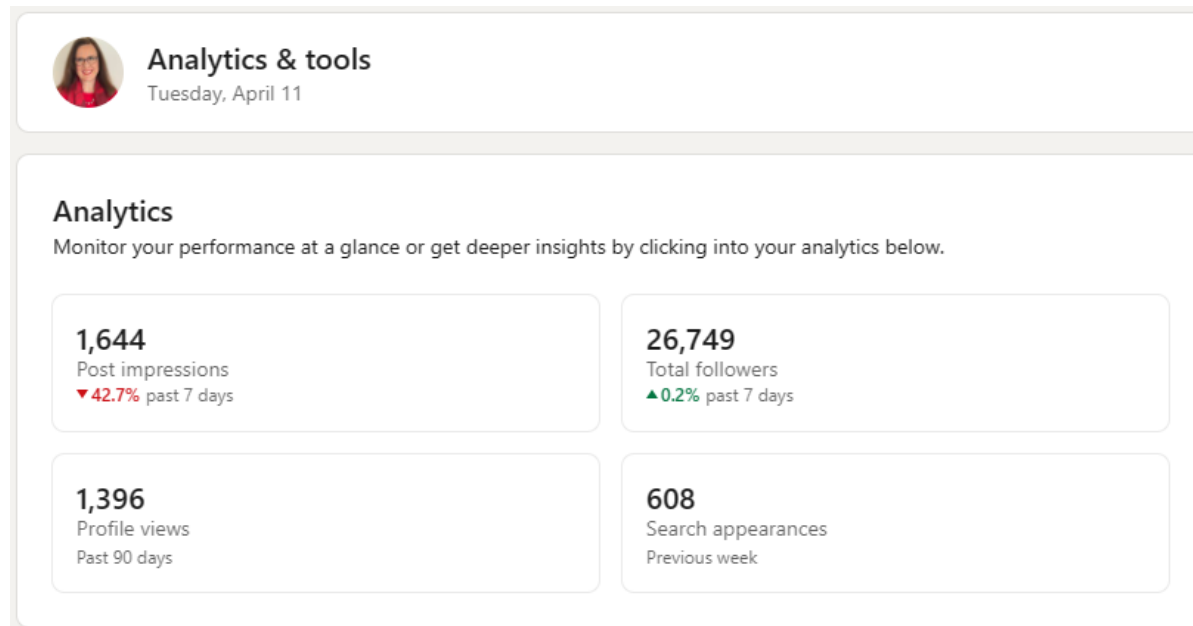 Analytics & tools
Tuesday, April 11
Analytics
Monitor your performance at a glance or get deeper insights by clicking into your analytics below.
1,644
Post impressions
▼42.7% past 7 days
26,749
Total followers
▲0.2% past 7 days
1,396
Profile views
Past 90 days
608
Search appearances
Previous week